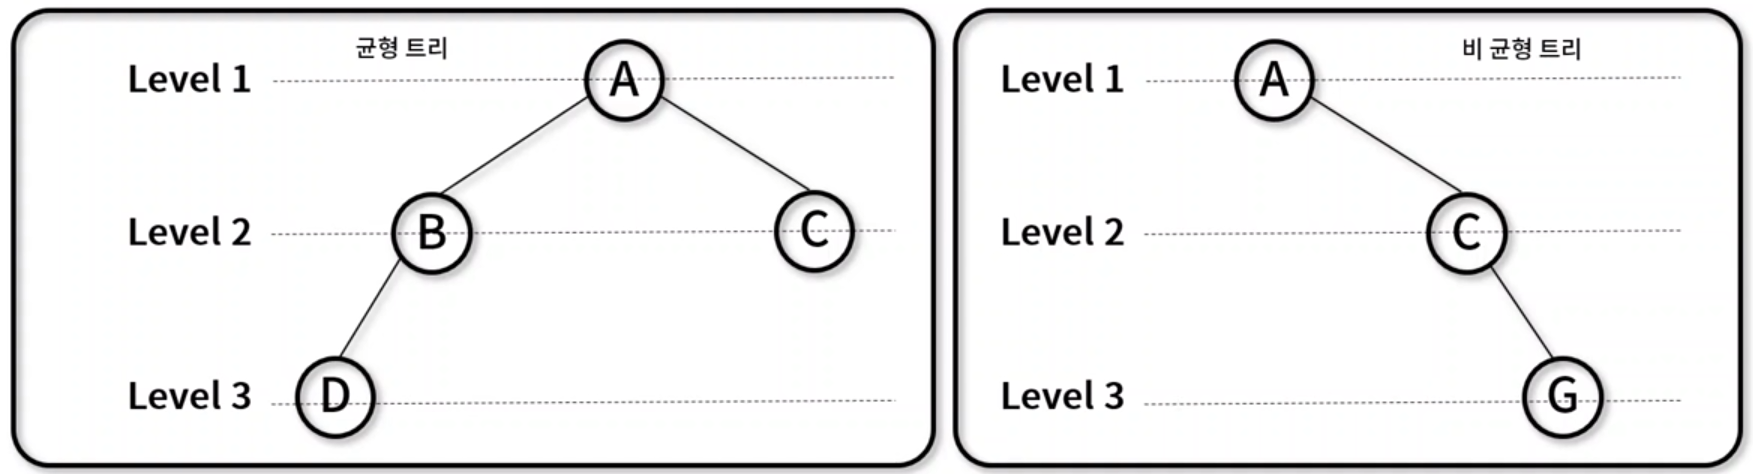 균형 트리
Level 1
A
Level 2
B
C
Level 3
D
비 균형 트리
Level 1
A
Level 2
C
Level 3
G